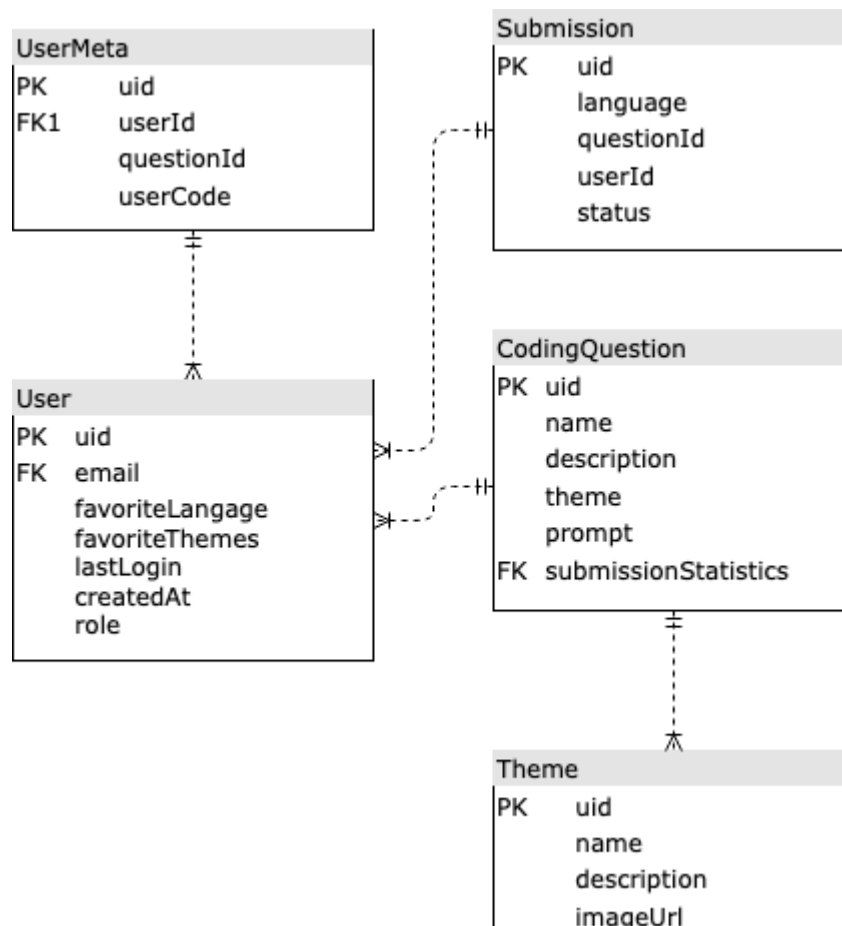 UserMeta
PK uid
FK1 userId
questionId
userCode
Submission
PK uid
language
questionId
userId
status
User
PK uid
FK email
favoriteLangage
favoriteThemes
lastLogin
createdAt
role
CodingQuestion
PK uid
name
description
theme
prompt
FK submissionStatistics
Theme
PK uid
name
description
imageUrl